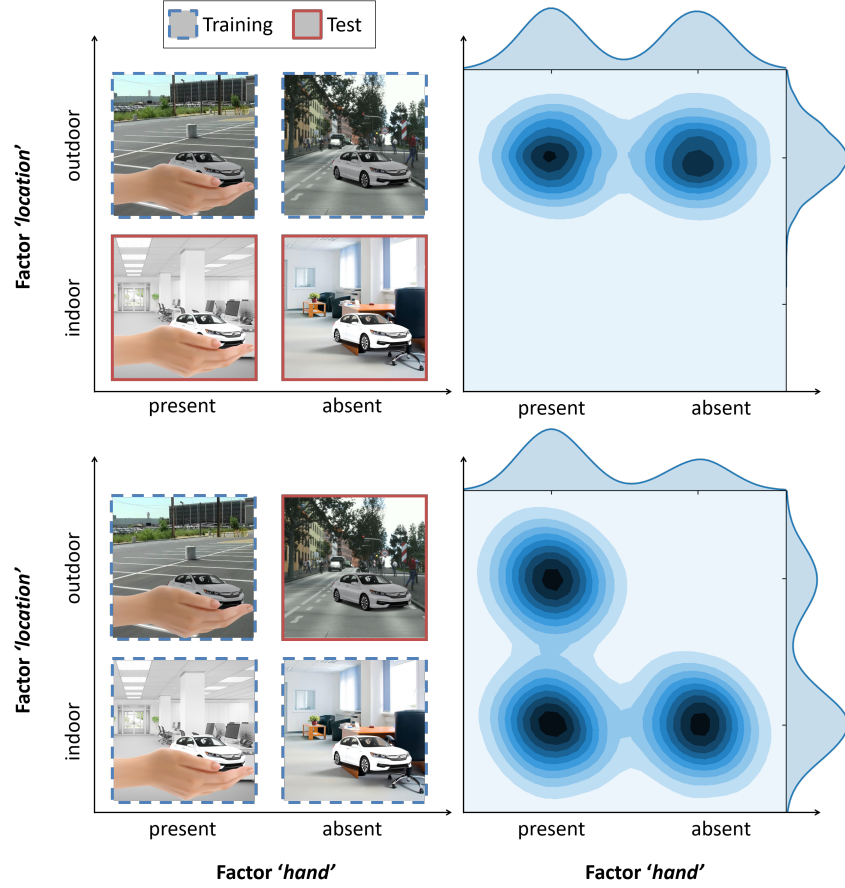 Training Test
Factor 'location'
outdoor
indoor
present absent
present absent
Factor 'location'
outdoor
indoor
present absent
present absent
Factor 'hand'
Factor 'hand'